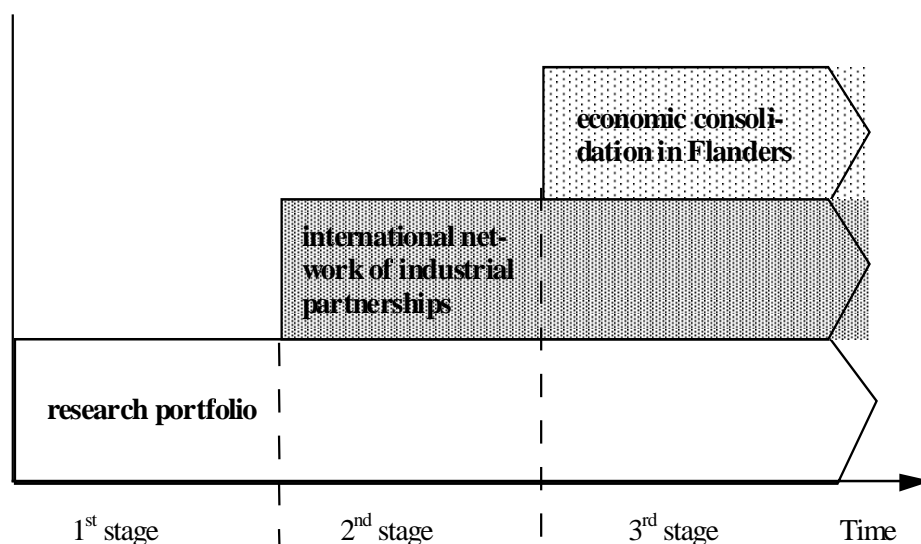 economic consoli-
dation in Flanders
international net-
work of industrial
partnerships
research portfolio
1st stage
2nd stage
3rd stage
Time